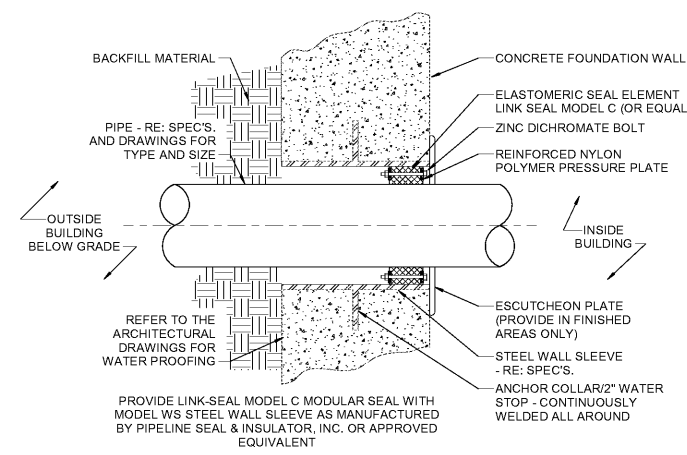 BACKFILL MATERIAL
PIPE - RE: SPEC'S.
AND DRAWINGS FOR
TYPE AND SIZE
OUTSIDE
BUILDING
BELOW GRADE
REFER TO THE
ARCHITECTURAL
DRAWINGS FOR
WATER PROOFING
CONCRETE FOUNDATION WALL
ELASTOMERIC SEAL ELEMENT
LINK SEAL MODEL C (OR EQUAL
ZINC DICHROMATE BOLT
REINFORCED NYLON
POLYMER PRESSURE PLATE
INSIDE
BUILDING
ESCUTCHEON PLATE
(PROVIDE IN FINISHED
AREAS ONLY)
STEEL WALL SLEEVE
- RE: SPEC'S.
ANCHOR COLLAR/2" WATER
STOP - CONTINUOUSLY
WELDED ALL AROUND
PROVIDE LINK-SEAL MODEL C MODULAR SEAL WITH
MODEL WS STEEL WALL SLEEVE AS MANUFACTURED
BY PIPELINE SEAL & INSULATOR, INC. OR APPROVED
EQUIVALENT